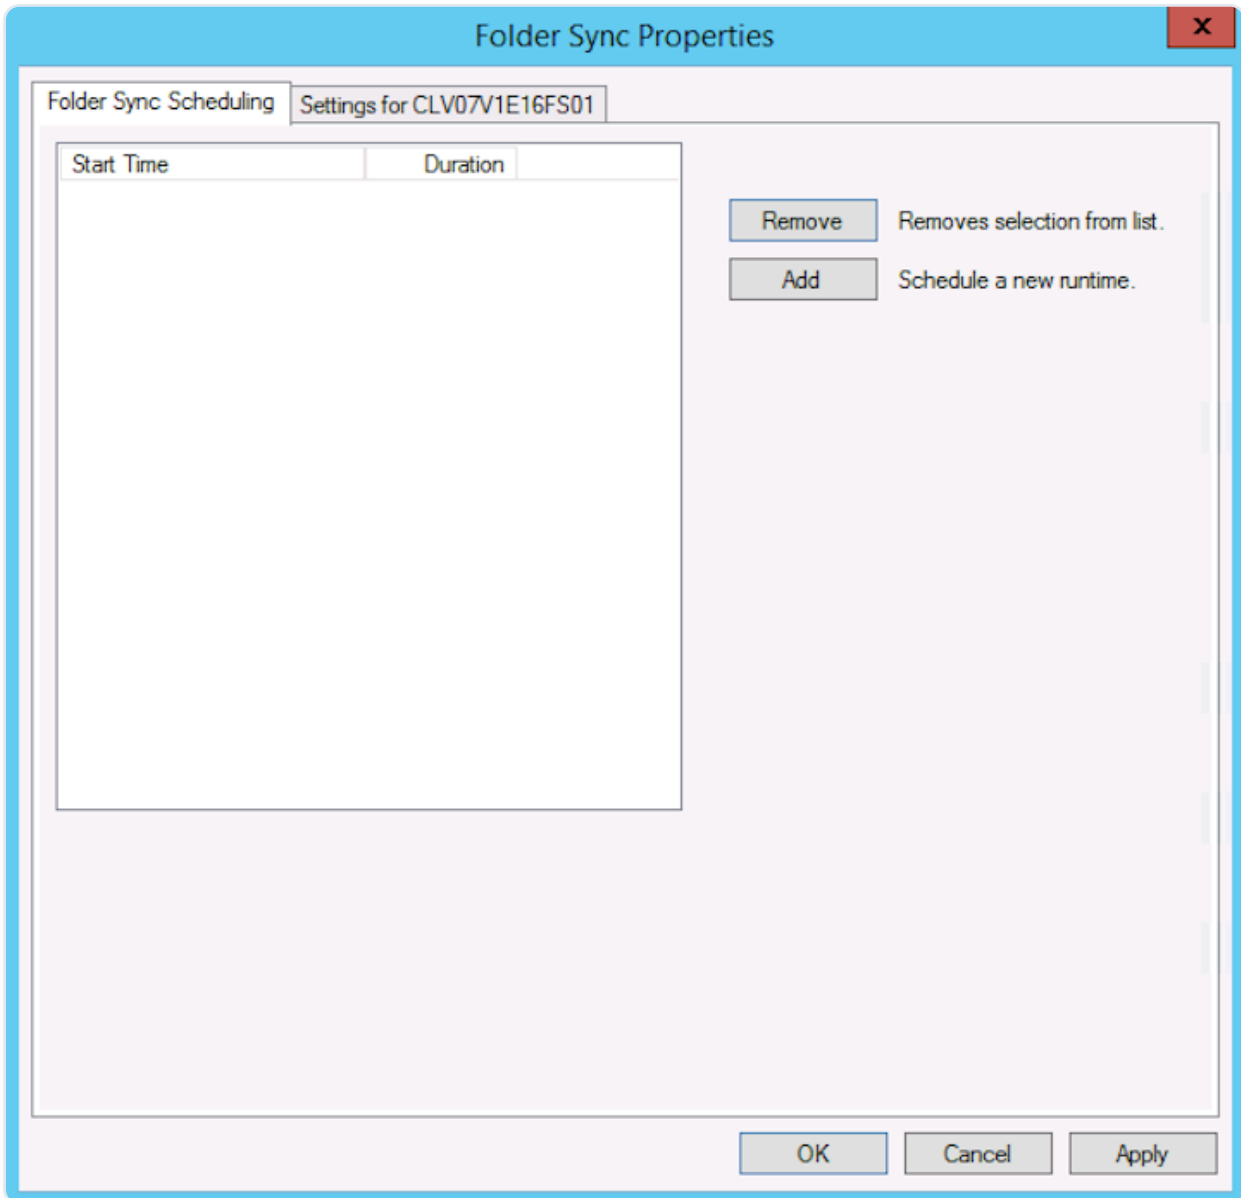 Folder Sync Properties
X
Folder Sync Scheduling
Settings for CLV07V1E16FS01
Start Time
Duration
Remove
Removes selection from list.
Add
Schedule a new runtime.
OK
Cancel
Apply